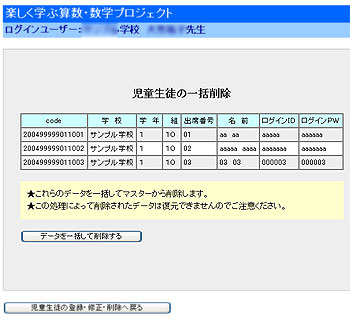 楽しく学ぶ算数・数学プロジェクト
ログインユーザー:サンプル学校 先生
児童生徒の一括削除
code 学 校 学 年 組 出席番号 名 前 ログインID ログインPW
200499999011001 サンプル学校 1 10 01 aa aa aaaaa aaaaa
200499999011002 サンプル学校 1 10 02 aaaaa aaaa aaaaaaa aaaaaaa
200499999011003 サンプル学校 1 10 03 03 03 000003 000003
★これらのデータを一括してマスターから削除します。
★この処理によって削除されたデータは復元できませんのでご注意ください。
データを一括して削除する
児童生徒の登録・修正・削除へ戻る